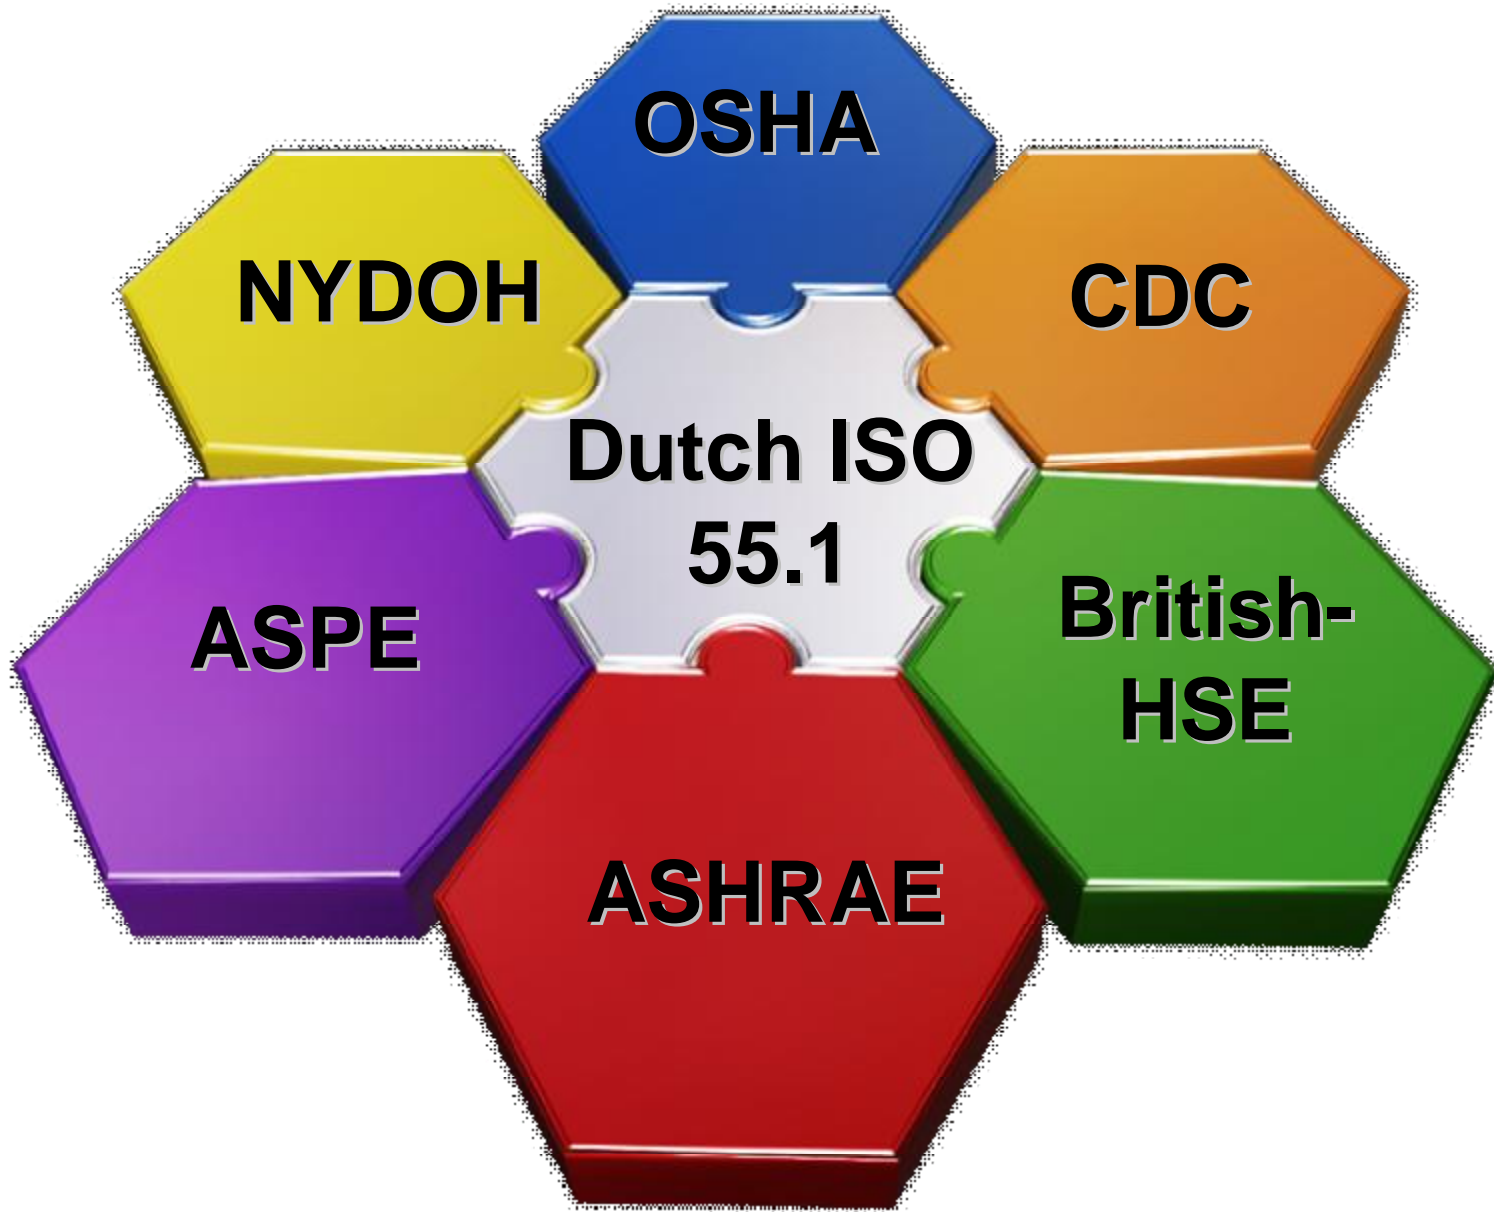 OSHA
NYDOH
CDC
Dutch ISO
55.1
British-
HSE
ASPE
ASHRAE